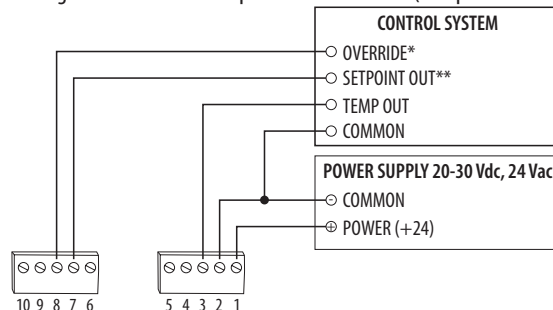 CONTROL SYSTEM
OVERRIDE*
SETPOINT OUT**
TEMP OUT
COMMON
POWER SUPPLY 20-30 Vdc, 24 Vac
COMMON
POWER (+24)
10 9 8 7 6
5 4 3 2 1